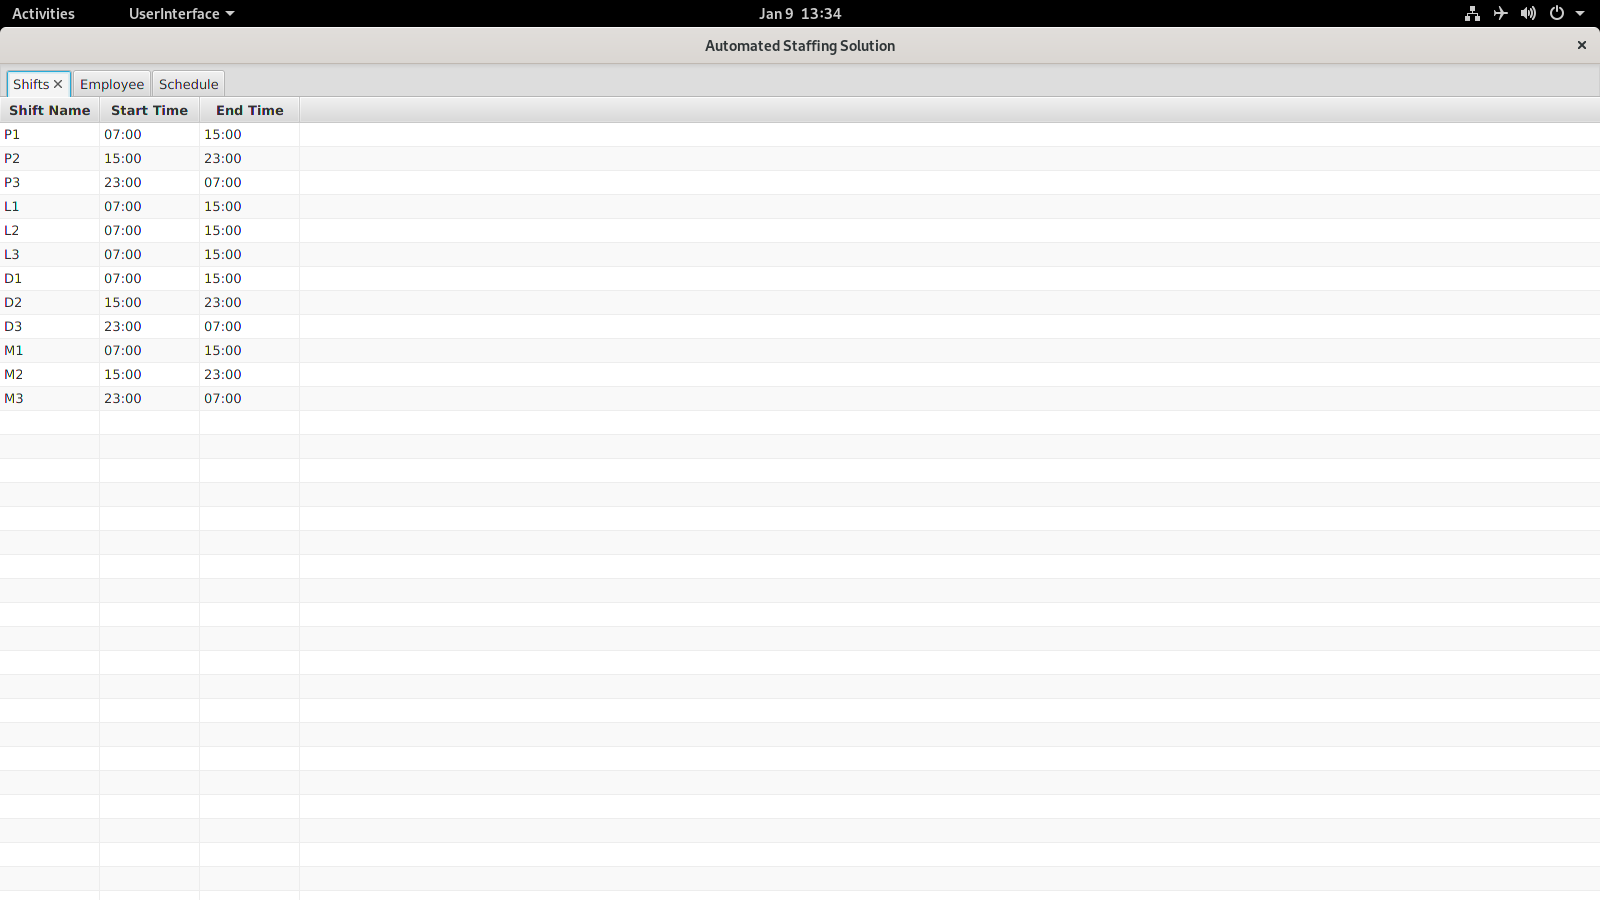 Activities UserInterface Jan 9 13:34
Automated Staffing Solution
Shifts Employee Schedule
Shift Name Start Time End Time
P1 07:00 15:00
P2 15:00 23:00
P3 23:00 07:00
L1 07:00 15:00
L2 07:00 15:00
L3 07:00 15:00
D1 07:00 15:00
D2 15:00 23:00
D3 23:00 07:00
M1 07:00 15:00
M2 15:00 23:00
M3 23:00 07:00